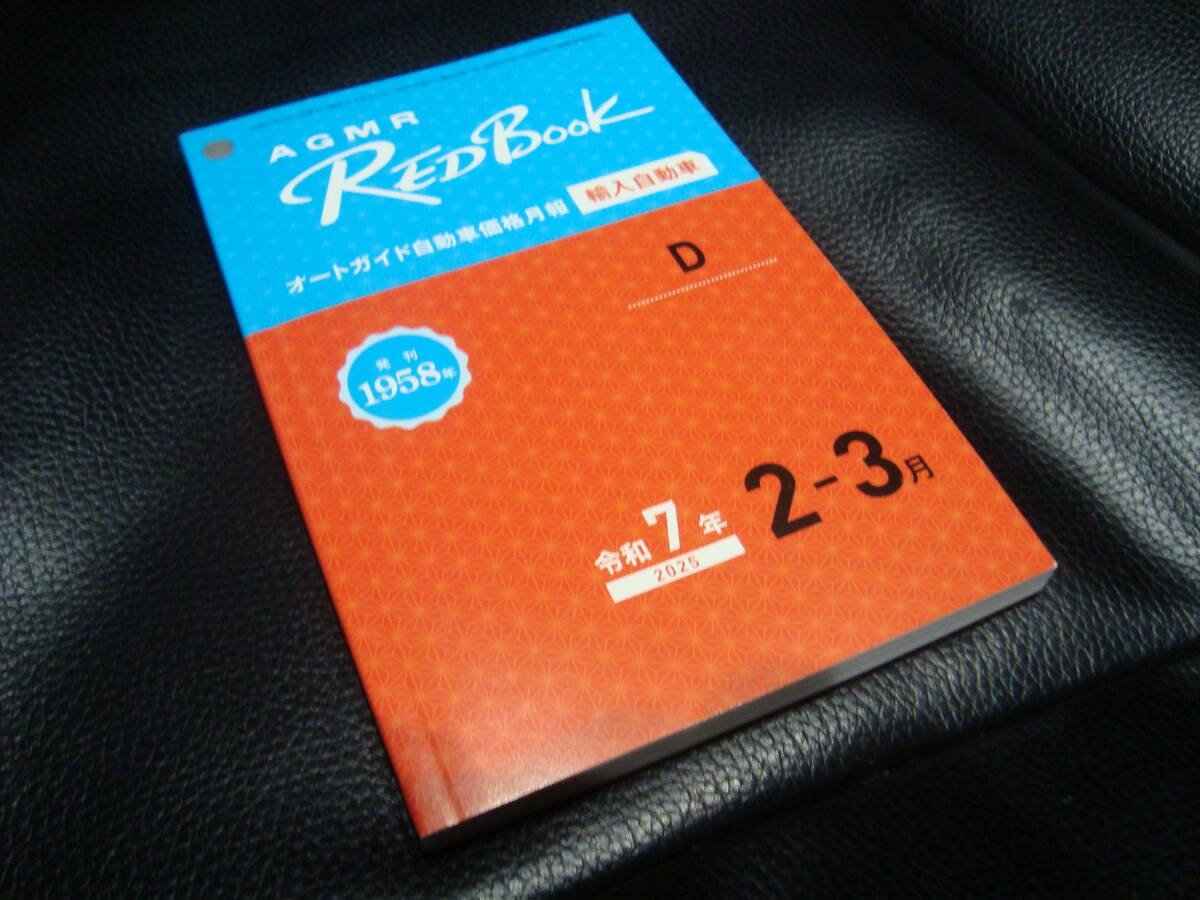 AGMR
RED BOOK
オートガイド自動車価格月報 輸入自動車
D
発刊
1958年
令和7年 2-3月
2025